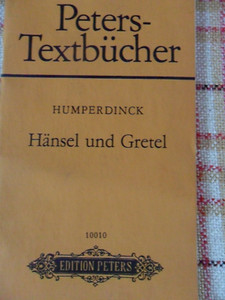 Peters-
Textbücher
HUMPERDINCK
Hänsel und Gretel
10010
EDITION PETERS